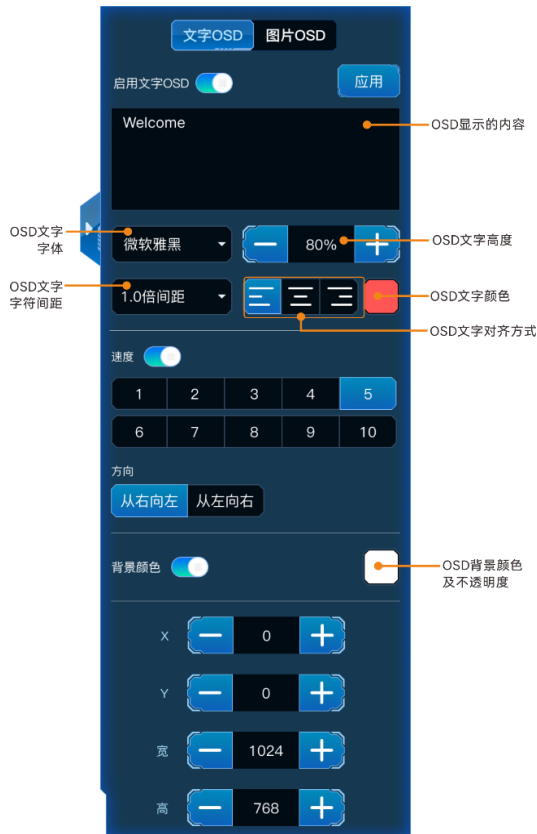 文字OSD 图片OSD
启用文字OSD 应用
Welcome
OSD显示的内容
OSD文字
字体
微软雅黑 80%
OSD文字高度
OSD文字
字符间距
1.0倍间距
OSD文字颜色
OSD文字对齐方式
速度
1 2 3 4 5
6 7 8 9 10
方向
从右向左 从左向右
背景颜色
OSD背景颜色
及不透明度
X 0
Y 0
宽 1024
高 768